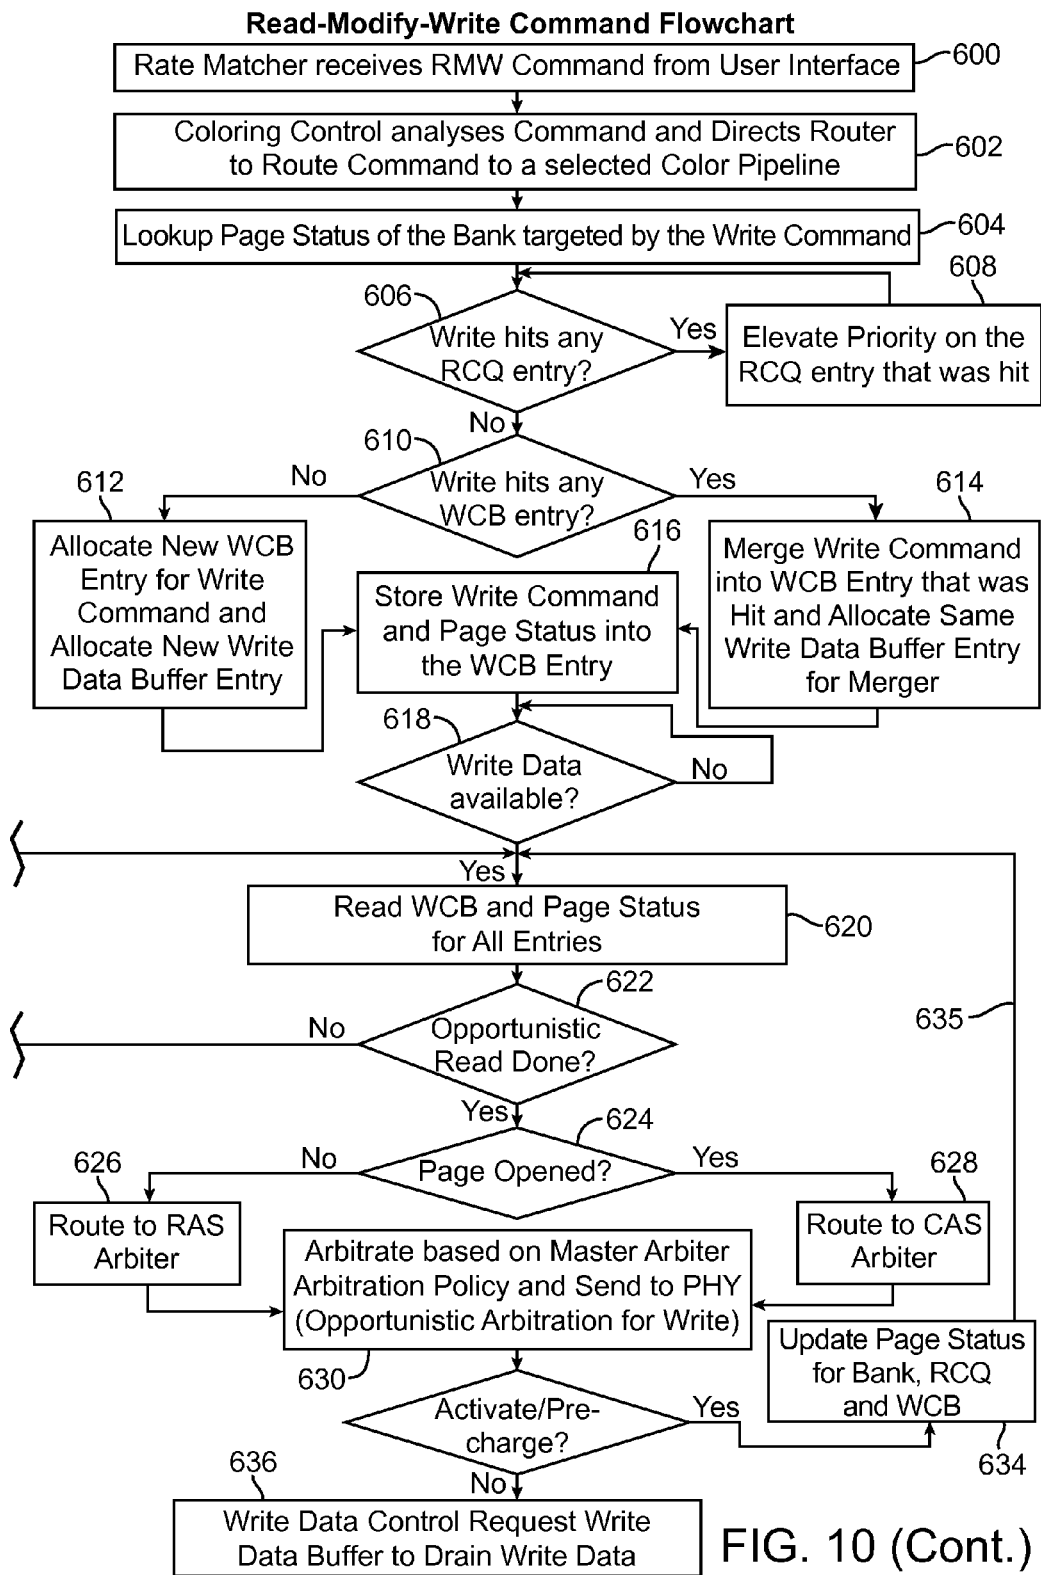 Read-Modify-Write Command Flowchart
Rate Matcher receives RMW Command from User Interface
600
Coloring Control analyses Command and Directs Router
to Route Command to a selected Color Pipeline
602
Lookup Page Status of the Bank targeted by the Write Command
604
606
Write hits any
RCQ entry?
Yes
608
Elevate Priority on the
RCQ entry that was hit
No
610
Write hits any
WCB entry?
No
Yes
612
Allocate New WCB
Entry for Write
Command and
Allocate New Write
Data Buffer Entry
616
Store Write Command
and Page Status into
the WCB Entry
614
Merge Write Command
into WCB Entry that was
Hit and Allocate Same
Write Data Buffer Entry
for Merger
618
Write Data
available?
No
Yes
Read WCB and Page Status
for All Entries
620
622
Opportunistic
Read Done?
No
635
Yes
624
Page Opened?
No
Yes
626
Route to RAS
Arbiter
628
Route to CAS
Arbiter
Arbitrate based on Master Arbiter
Arbitration Policy and Send to PHY
(Opportunistic Arbitration for Write)
630
Update Page Status
for Bank, RCQ
and WCB
634
Activate/Pre-
charge?
Yes
No
636
Write Data Control Request Write
Data Buffer to Drain Write Data
FIG. 10 (Cont.)